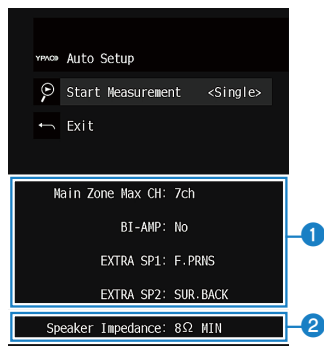 YPAO Auto Setup
Start Measurement <Single>
Exit
Main Zone Max CH: 7ch
BI-AMP: No
EXTRA SP1: F.PRNS
EXTRA SP2: SUR.BACK
1
Speaker Impedance: 8Ω MIN
2